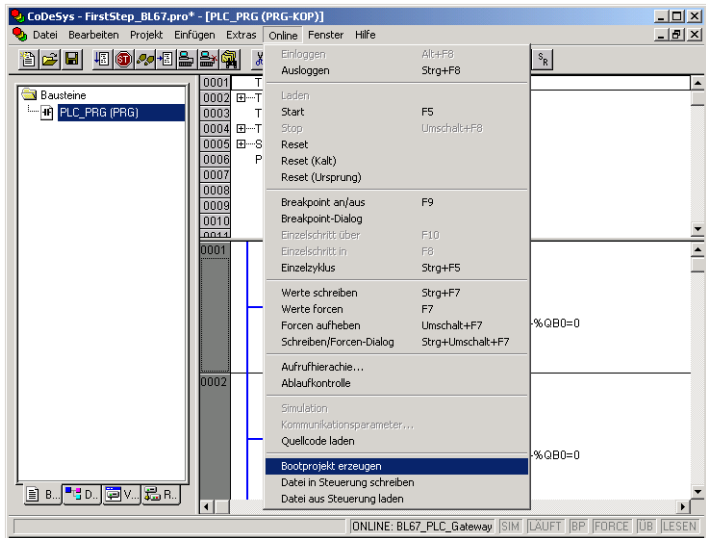 CoDeSys - FirstStep_BL67.pro* - [PLC_PRG (PRG-KOP)]
Datei Bearbeiten Projekt Einfügen Extras Online Fenster Hilfe
Bausteine
PLC_PRG (PRG)
0001 T
0002 T
0003 T
0004 T
0005 S
0006 P
0007
0008
0009
0010
0011
0001
%QB0=0
0002
%QB0=0
Einloggen Alt+F8
Ausloggen Strg+F8
Laden
Start F5
Stop Umschalt+F8
Reset
Reset (Kalt)
Reset (Ursprung)
Breakpoint an/aus F9
Breakpoint-Dialog
Einzelschritt über F10
Einzelschritt in F8
Einzelzyklus Strg+F5
Werte schreiben Strg+F7
Werte forcen F7
Forcen aufheben Umschalt+F7
Schreiben/Forcen-Dialog Strg+Umschalt+F7
Aufrufhierachie...
Ablaufkontrolle
Simulation
Kommunikationsparameter...
Quellcode laden
Bootprojekt erzeugen
Datei in Steuerung schreiben
Datei aus Steuerung laden
B... D... V... R...
ONLINE: BL67_PLC_Gateway SIM LÄUFT BP FORCE ÜB LESEN